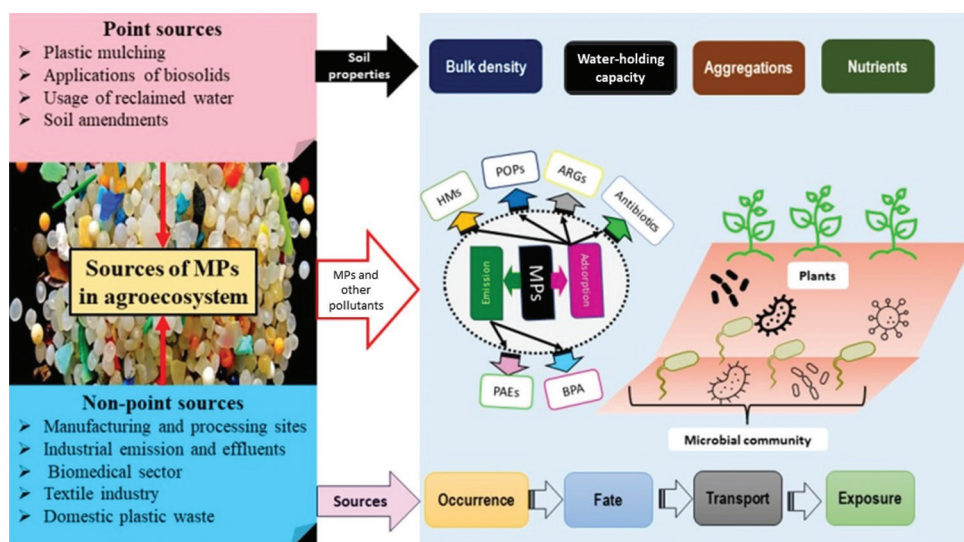 Point sources
➢ Plastic mulching
➢ Applications of biosolids
➢ Usage of reclaimed water
➢ Soil amendments
Sources of MPs
in agroecosystem
Non-point sources
➢ Manufacturing and processing sites
➢ Industrial emission and effluents
➢ Biomedical sector
➢ Textile industry
➢ Domestic plastic waste
Soil
properties
Bulk density
Water-holding
capacity
Aggregations
Nutrients
MPs and
other
pollutants
HMs
POPs
ARGs
Antibiotics
Emission
MPs
Adsorption
PAEs
BPA
Plants
Microbial community
Sources
Occurrence
Fate
Transport
Exposure